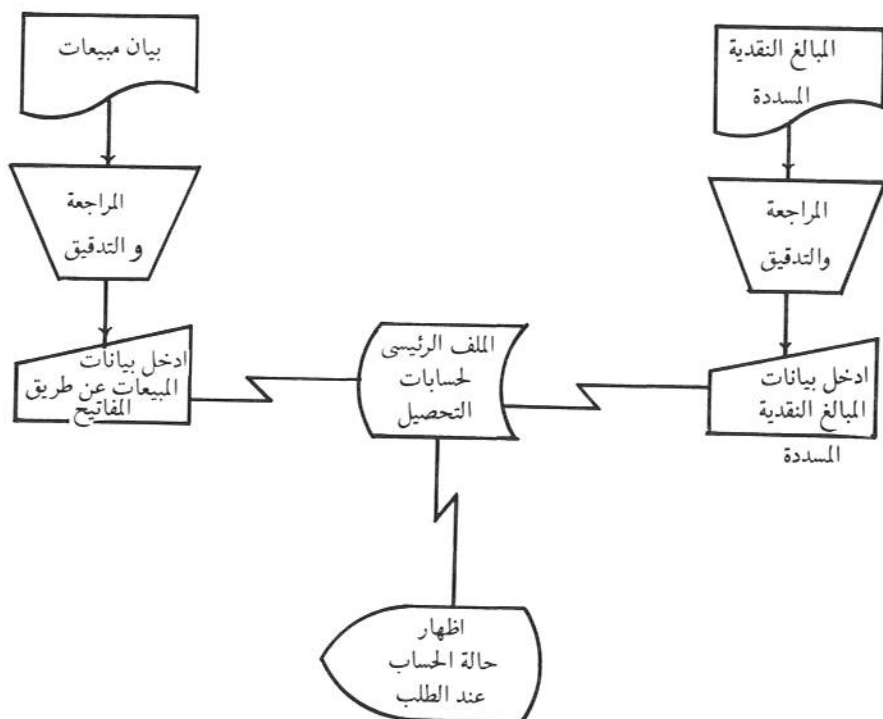 المبالغ النقدية
المسددة
بيان مبيعات
المراجعة
والتدقيق
المراجعة
و التدقيق
ادخل بيانات
المبالغ النقدية
المسددة
الملف الرئيسى
لحسابات
التحصيل
ادخل بيانات
المبيعات عن طريق
المفاتيح
اظهار
حالة الحساب
عند الطلب